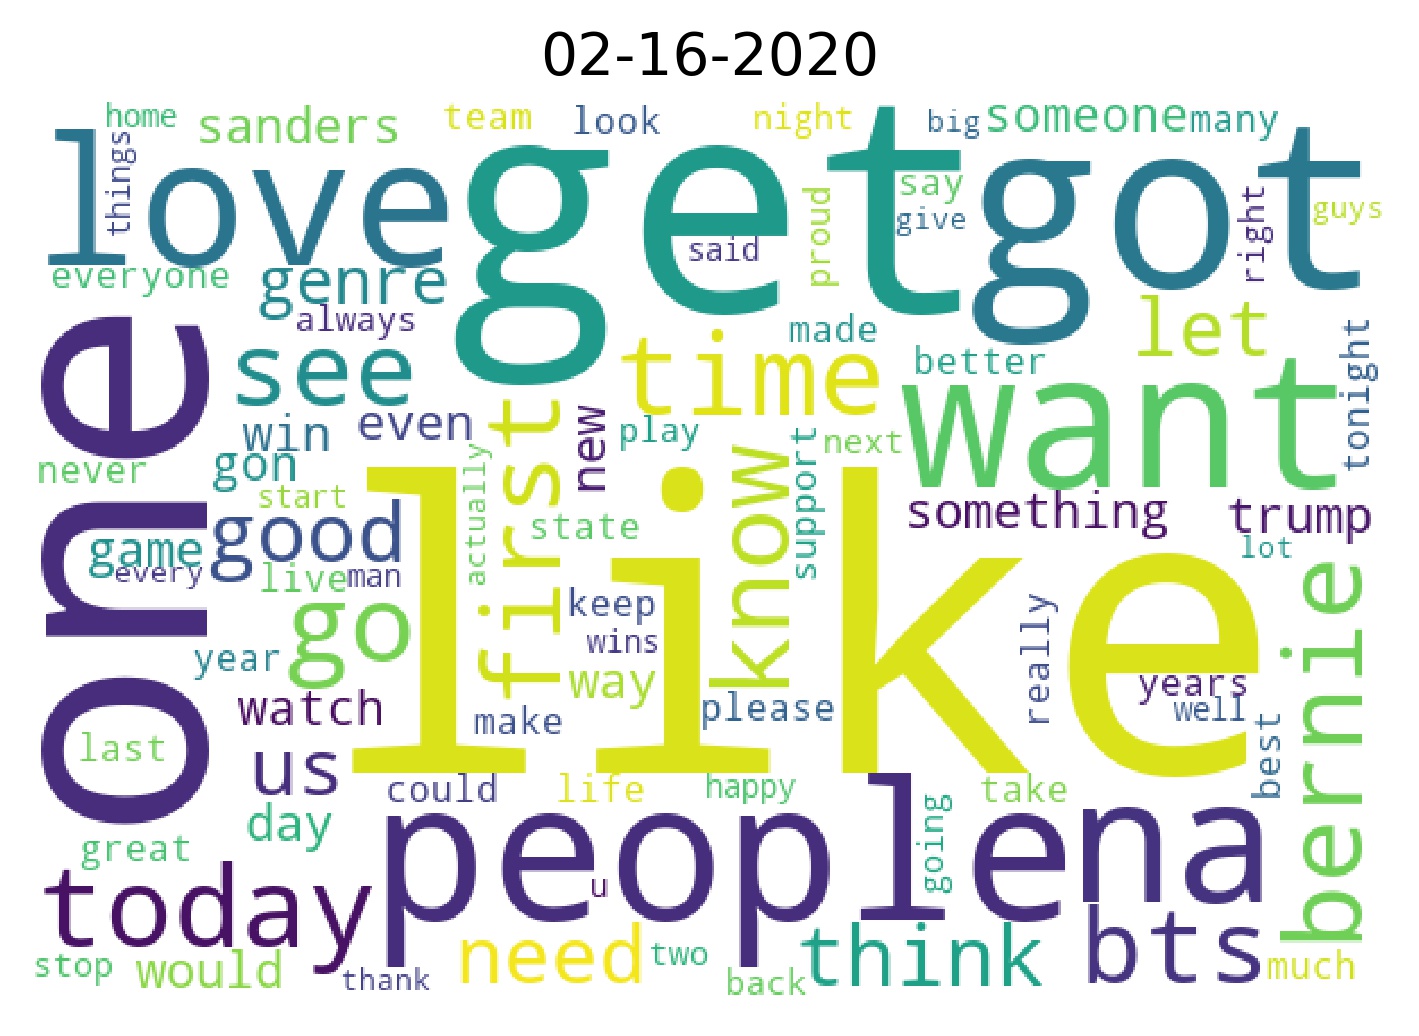 02-16-2020
home
sanders
team
look
night
big
someone
many
things
love
get
got
say
give
proud
right
guys
said
everyone
genre
always
made
let
tonight
one
see
time
better
want
win
even
first
new
play
know
support
next
never
gon
start
actually
good
state
something
trump
lot
game
every
live
man
like
go
keep
wins
way
year
really
years
well
bernie
watch
make
please
last
us
could
life
happy
take
best
day
great
people
going
na
today
u
need
two
think
bts
stop
would
thank
back
much